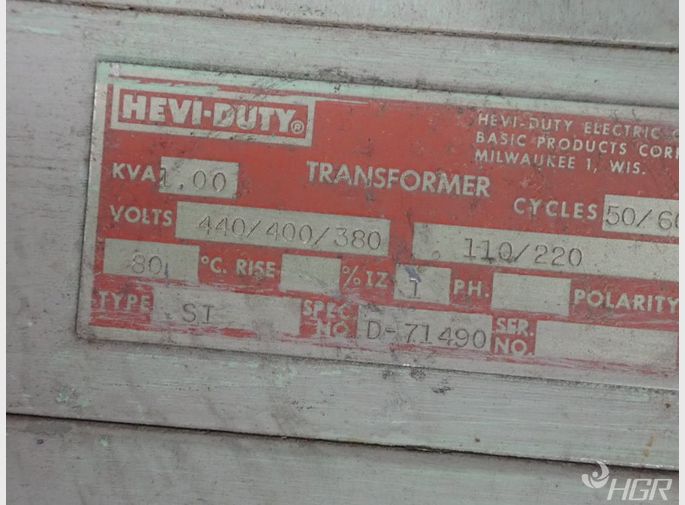 HEVI-DUTY®
HEVI-DUTY ELECTRIC
BASIC PRODUCTS COR
MILWAUKEE 1, WIS.
KVA 1.00 TRANSFORMER CYCLES 50/60
VOLTS 440/400/380 110/220
80 °C. RISE % IZ 1 PH. POLARITY
TYPE ST SPEC. NO. D-71490 SER. NO.
HGR